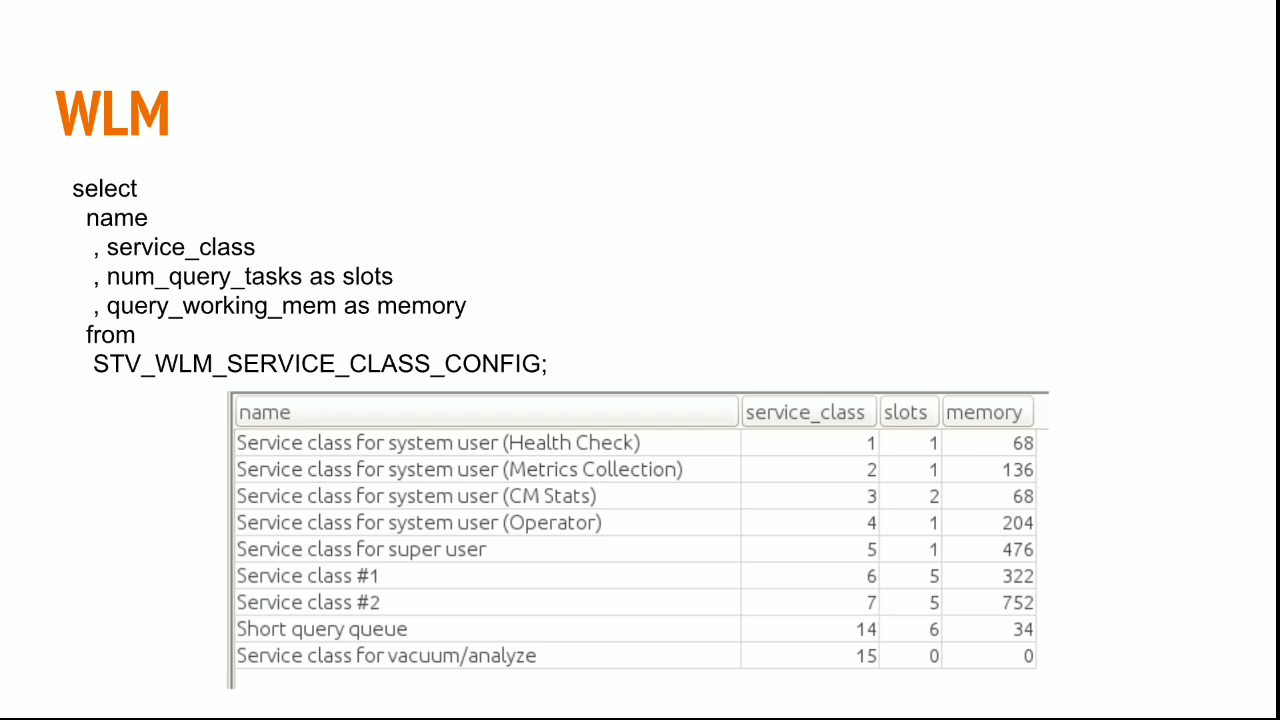 WLM
select
name
, service_class
, num_query_tasks as slots
, query_working_mem as memory
from
STV_WLM_SERVICE_CLASS_CONFIG;
name service_class slots memory
Service class for system user (Health Check) 1 1 68
Service class for system user (Metrics Collection) 2 1 136
Service class for system user (CM Stats) 3 2 68
Service class for system user (Operator) 4 1 204
Service class for super user 5 1 476
Service class #1 6 5 322
Service class #2 7 5 752
Short query queue 14 6 34
Service class for vacuum/analyze 15 0 0